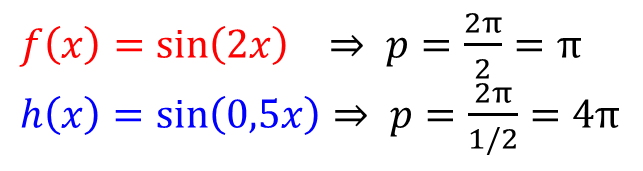 f(x) = sin(2x) ⇒ p = 2π/2 = π
h(x) = sin(0,5x) ⇒ p = 2π/1/2 = 4π